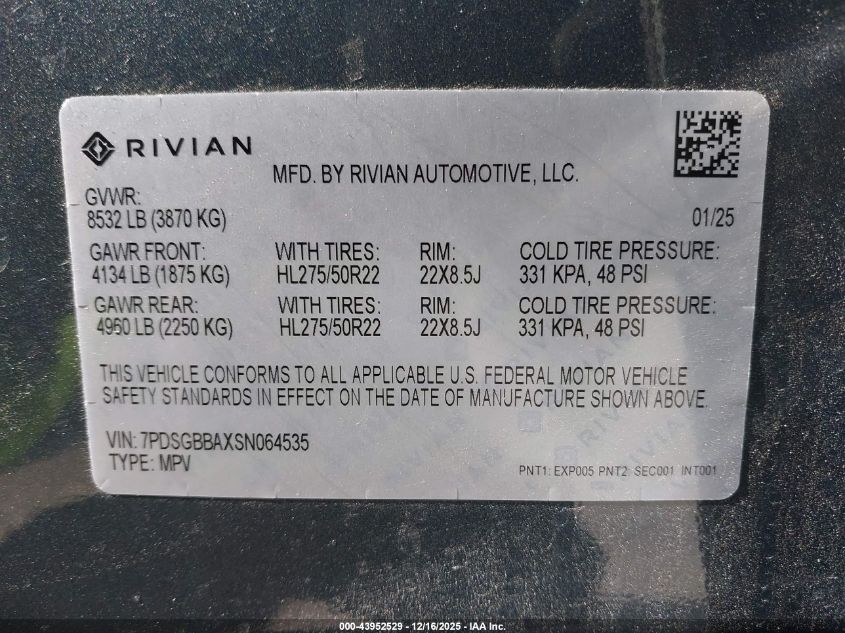 RIVIAN
MFD. BY RIVIAN AUTOMOTIVE, LLC.
GVWR:
8532 LB (3870 KG)
01/25
GAWR FRONT: WITH TIRES: RIM: COLD TIRE PRESSURE:
4134 LB (1875 KG) HL275/50R22 22X8.5J 331 KPA, 48 PSI
GAWR REAR: WITH TIRES: RIM: COLD TIRE PRESSURE:
4960 LB (2250 KG) HL275/50R22 22X8.5J 331 KPA, 48 PSI
THIS VEHICLE CONFORMS TO ALL APPLICABLE U.S. FEDERAL MOTOR VEHICLE
SAFETY STANDARDS IN EFFECT ON THE DATE OF MANUFACTURE SHOWN ABOVE.
VIN: 7PDSGBBAXSN064535
TYPE: MPV
PNT1: EXP005 PNT2: SEC001 INT001
000-43952529 - 12/16/2025 - IAA Inc.